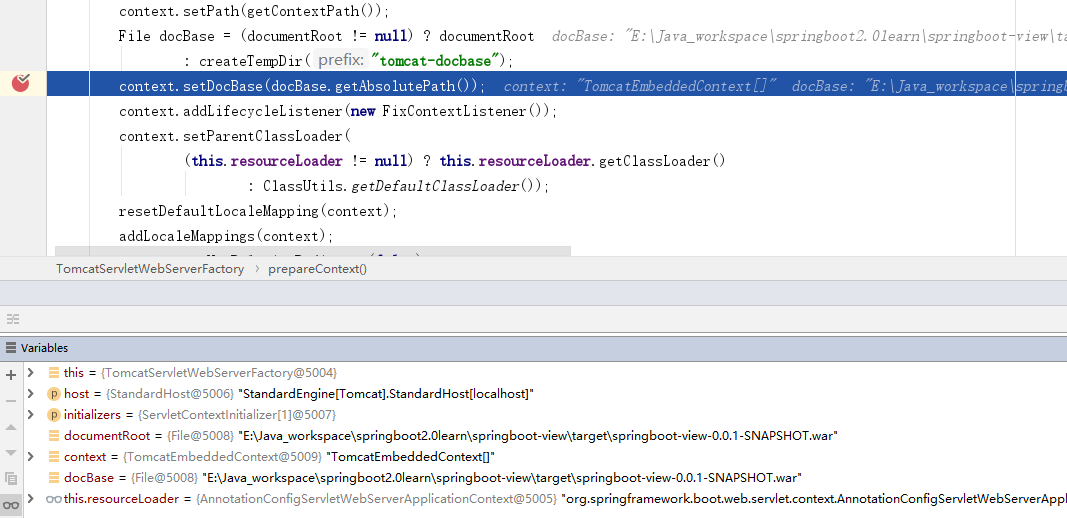 context.setPath(getContextPath());
File docBase = (documentRoot != null) ? documentRoot docBase: "E:\Java_workspace\springboot2.0learn\springboot-view\ta
: createTempDir( prefix: "tomcat-docbase");
context.setDocBase(docBase.getAbsolutePath()); context: "TomcatEmbeddedContext[]" docBase: "E:\Java_workspace\springb
context.addLifecycleListener(new FixContextListener());
context.setParentClassLoader(
(this.resourceLoader != null) ? this.resourceLoader.getClassLoader()
: ClassUtils.getDefaultClassLoader());
resetDefaultLocaleMapping(context);
addLocaleMappings(context);
TomcatServletWebServerFactory › prepareContext()
Variables
this = {TomcatServletWebServerFactory@5004}
p host = {StandardHost@5006} "StandardEngine[Tomcat].StandardHost[localhost]"
p initializers = {ServletContextInitializer[1]@5007}
documentRoot = {File@5008} "E:\Java_workspace\springboot2.0learn\springboot-view\target\springboot-view-0.0.1-SNAPSHOT.war"
context = {TomcatEmbeddedContext@5009} "TomcatEmbeddedContext[]"
docBase = {File@5008} "E:\Java_workspace\springboot2.0learn\springboot-view\target\springboot-view-0.0.1-SNAPSHOT.war"
this.resourceLoader = {AnnotationConfigServletWebServerApplicationContext@5005} "org.springframework.boot.web.servlet.context.AnnotationConfigServletWebServerAppl